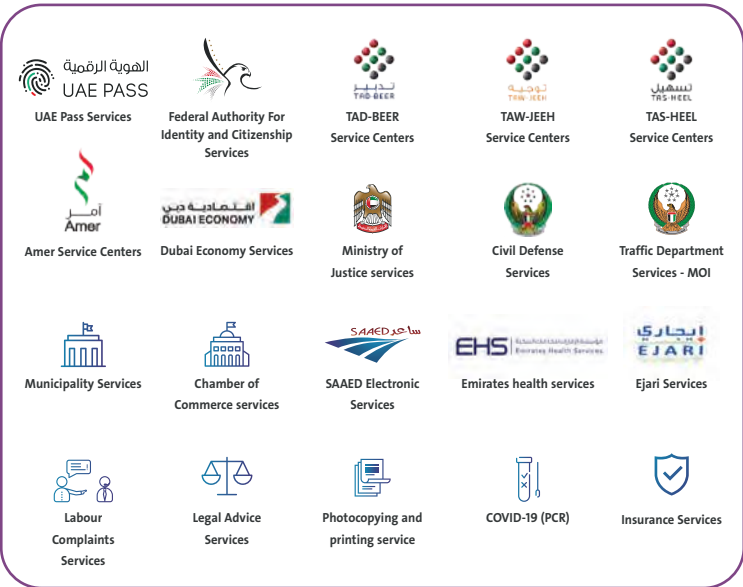 الهوية الرقمية
UAE PASS
UAE Pass Services
Federal Authority For
Identity and Citizenship
Services
تدبير
TAD-BEER
TAD-BEER
Service Centers
توجيه
TAW-JEEH
TAW-JEEH
Service Centers
تسهيل
TAS-HEEL
TAS-HEEL
Service Centers
آمر
Amer
Amer Service Centers
اقتصادية دبي
DUBAI ECONOMY
Dubai Economy Services
Ministry of
Justice services
Civil Defense
Services
Traffic Department
Services - MOI
Municipality Services
Chamber of
Commerce services
SAAED ساعد
SAAED Electronic
Services
EHS
Emirates Health Services
Emirates health services
إيجاري
EJARI
Ejari Services
Labour
Complaints
Services
Legal Advice
Services
Photocopying and
printing service
COVID-19 (PCR)
Insurance Services